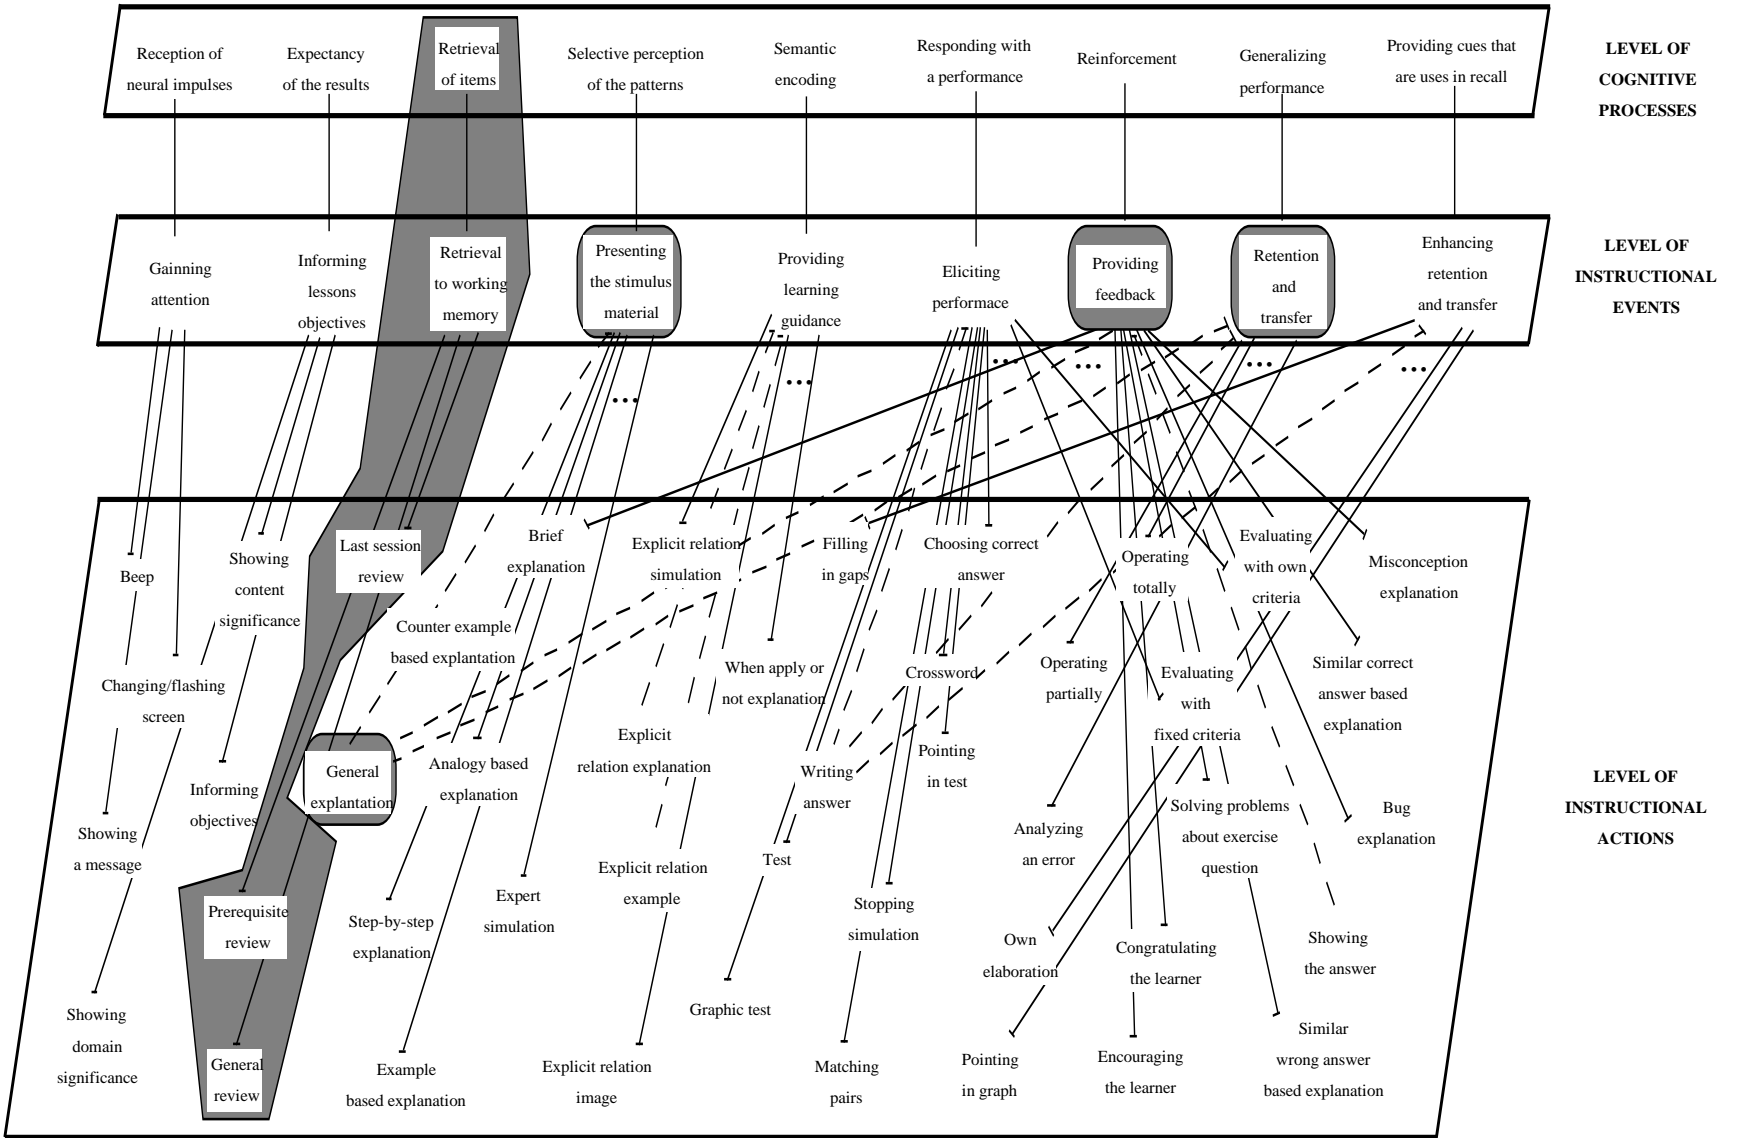 Reception of
neural impulses
Expectancy
of the results
Retrieval
of items
Selective perception
of the patterns
Semantic
encoding
Responding with
a performance
Reinforcement
Generalizing
performance
Providing cues that
are uses in recall
LEVEL OF
COGNITIVE
PROCESSES
Gainning
attention
Informing
lessons
objectives
Retrieval
to working
memory
Presenting
the stimulus
material
Providing
learning
guidance
Eliciting
performace
Providing
feedback
Retention
and
transfer
Enhancing
retention
and transfer
LEVEL OF
INSTRUCTIONAL
EVENTS
...
...
...
...
...
...
Beep
Showing
content
significance
Last session
review
Brief
explanation
Explicit relation
simulation
Filling
in gaps
Choosing correct
answer
Operating
totally
Evaluating
with own
criteria
Misconception
explanation
Changing/flashing
screen
Counter example
based explantation
When apply or
not explanation
Crossword
Operating
partially
Evaluating
with
fixed criteria
Similar correct
answer based
explanation
Informing
objectives
General
explantation
Analogy based
explanation
Explicit
relation explanation
Writing
answer
Pointing
in test
Showing
a message
Test
Analyzing
an error
Solving problems
about exercise
question
Bug
explanation
LEVEL OF
INSTRUCTIONAL
ACTIONS
Prerequisite
review
Step-by-step
explanation
Expert
simulation
Explicit relation
example
Stopping
simulation
Own
elaboration
Congratulating
the learner
Showing
the answer
Showing
domain
significance
General
review
Example
based explanation
Explicit relation
image
Graphic test
Matching
pairs
Pointing
in graph
Encouraging
the learner
Similar
wrong answer
based explanation